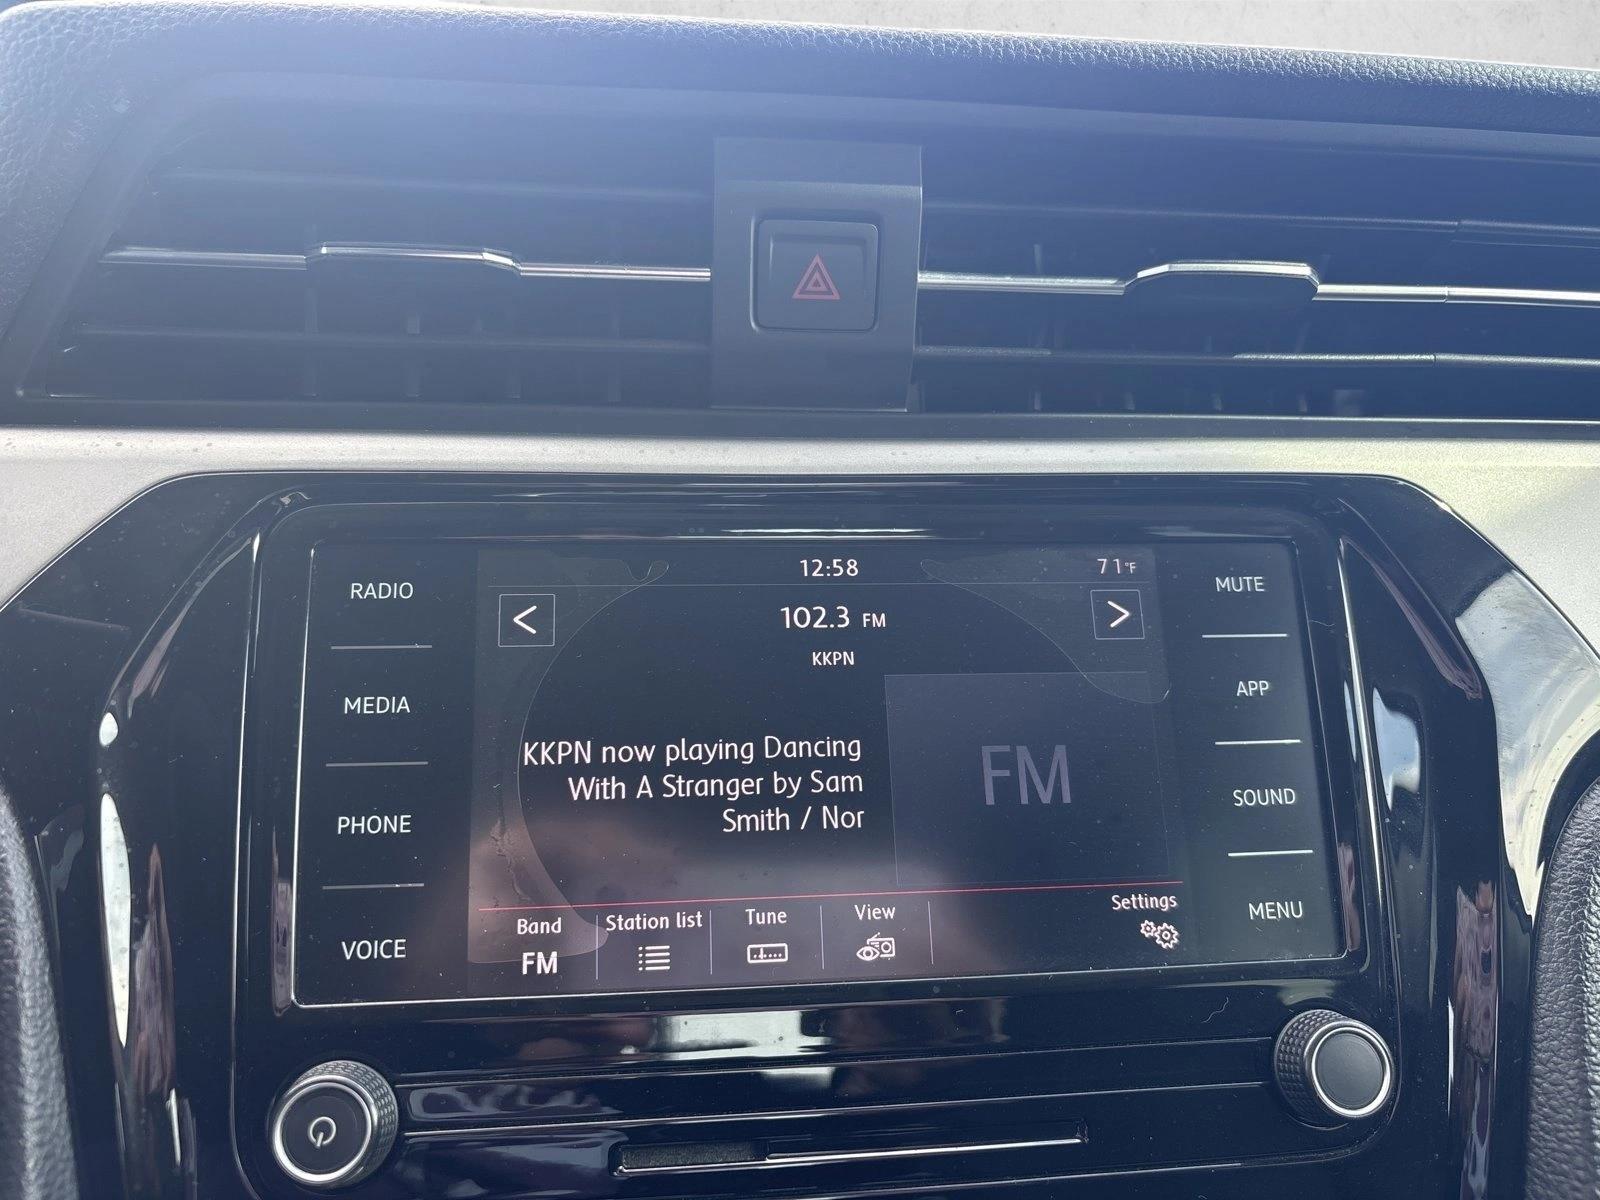 12:58
71°F
RADIO
MEDIA
PHONE
VOICE
<
102.3 FM
>
KKPN
KKPN now playing Dancing
With A Stranger by Sam
Smith / Nor
FM
Band
FM
Station list
Tune
View
Settings
MUTE
APP
SOUND
MENU